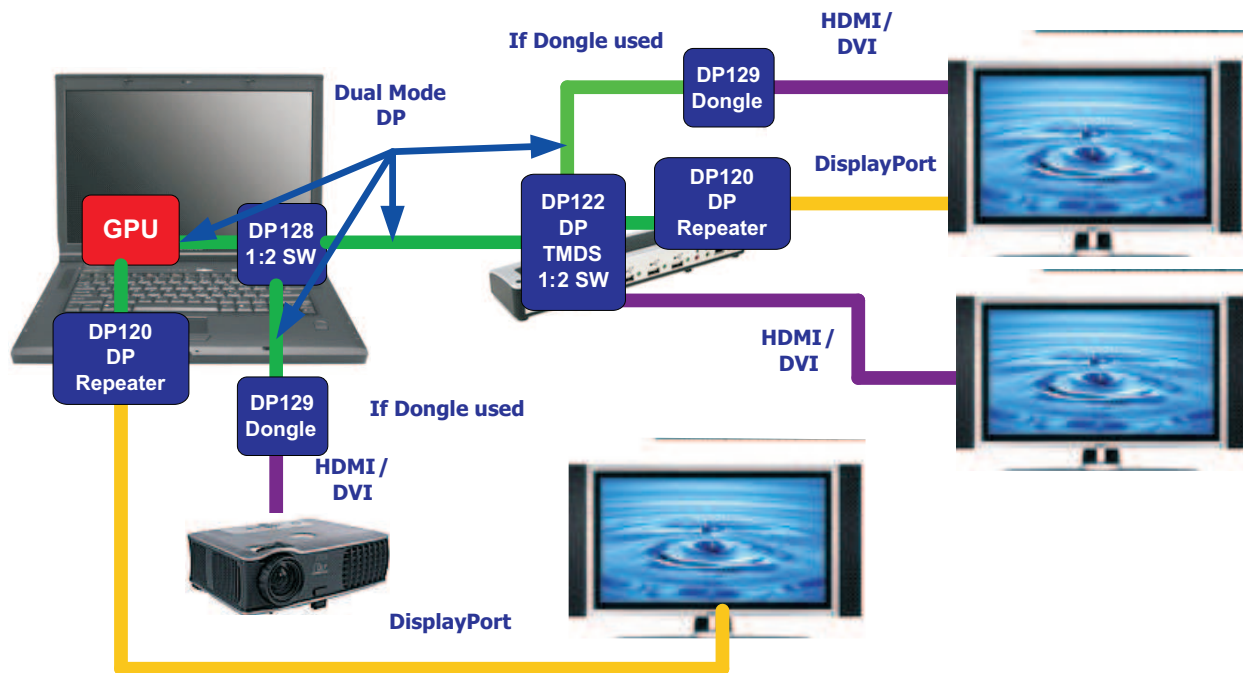 HDMI/
DVI
If Dongle used
DP129
Dongle
Dual Mode
DP
DisplayPort
DP120
DP
Repeater
DP122
DP
TMDS
1:2 SW
GPU
DP128
1:2 SW
HDMI/
DVI
DP120
DP
Repeater
DP129
Dongle
If Dongle used
HDMI/
DVI
DisplayPort